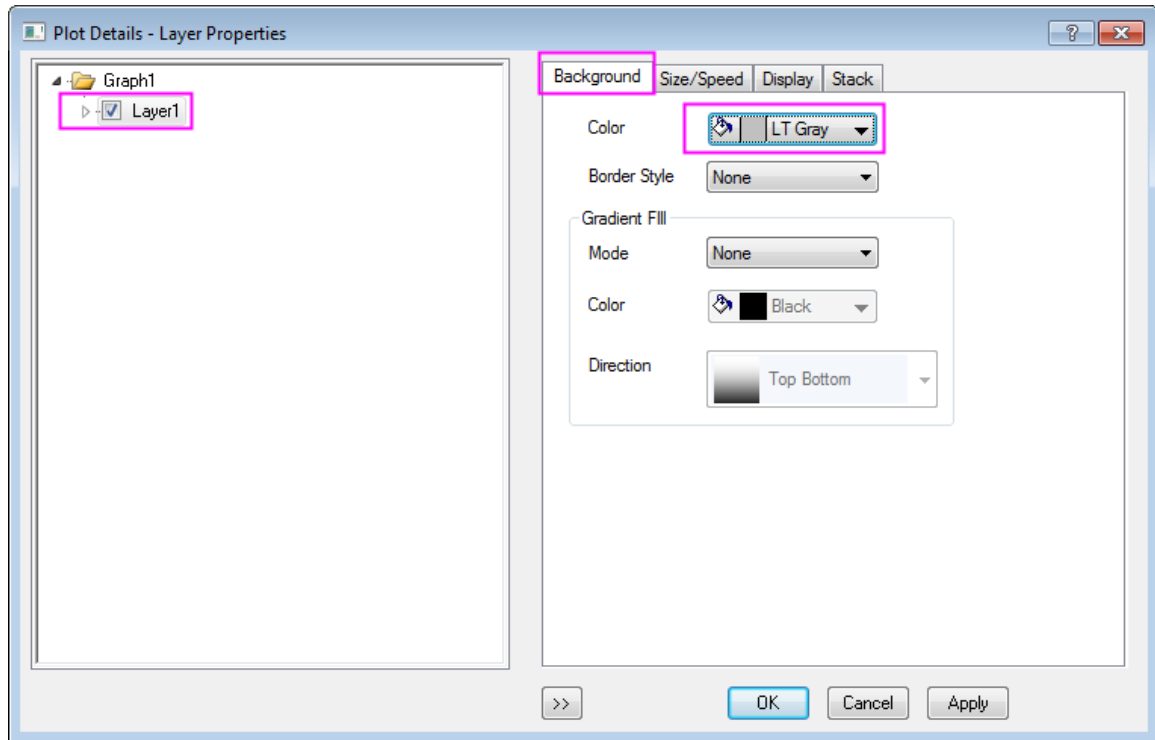 Plot Details - Layer Properties
?
Graph1
Layer1
Background Size/Speed Display Stack
Color LT Gray
Border Style None
Gradient FIll
Mode None
Color Black
Direction Top Bottom
>> OK Cancel Apply